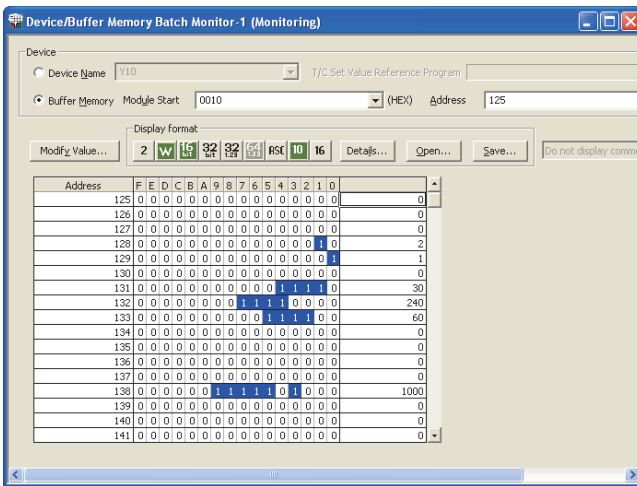 Device/Buffer Memory Batch Monitor-1 (Monitoring)
Device
Device Name Y10 T/C Set Value Reference Program
Buffer Memory Module Start 0010 (HEX) Address 125
Display format
Modify Value... 2 W 16 bit 32 bit 32 1.23 64 1.23 ASC 10 16 Details... Open... Save... Do not display comme
Address F E D C B A 9 8 7 6 5 4 3 2 1 0
125 0 0 0 0 0 0 0 0 0 0 0 0 0 0 0 0 0
126 0 0 0 0 0 0 0 0 0 0 0 0 0 0 0 0 0
127 0 0 0 0 0 0 0 0 0 0 0 0 0 0 0 0 0
128 0 0 0 0 0 0 0 0 0 0 0 0 0 0 1 0 2
129 0 0 0 0 0 0 0 0 0 0 0 0 0 0 0 1 1
130 0 0 0 0 0 0 0 0 0 0 0 0 0 0 0 0 0
131 0 0 0 0 0 0 0 0 0 0 0 1 1 1 1 0 30
132 0 0 0 0 0 0 0 0 1 1 1 1 0 0 0 0 240
133 0 0 0 0 0 0 0 0 0 0 1 1 1 1 0 0 60
134 0 0 0 0 0 0 0 0 0 0 0 0 0 0 0 0 0
135 0 0 0 0 0 0 0 0 0 0 0 0 0 0 0 0 0
136 0 0 0 0 0 0 0 0 0 0 0 0 0 0 0 0 0
137 0 0 0 0 0 0 0 0 0 0 0 0 0 0 0 0 0
138 0 0 0 0 0 0 1 1 1 1 1 0 1 0 0 0 1000
139 0 0 0 0 0 0 0 0 0 0 0 0 0 0 0 0 0
140 0 0 0 0 0 0 0 0 0 0 0 0 0 0 0 0 0
141 0 0 0 0 0 0 0 0 0 0 0 0 0 0 0 0 0